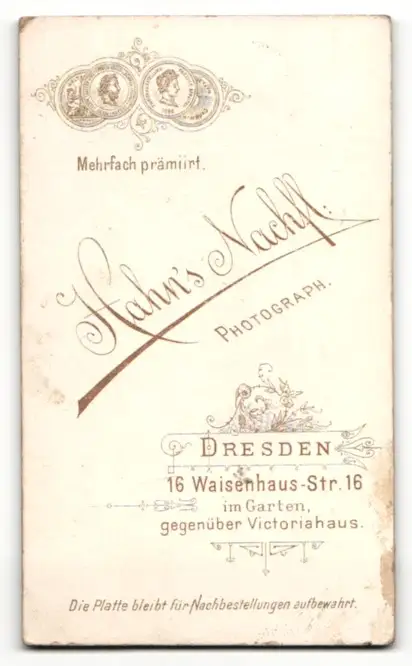 Mehrfach prämiirt.
Hahn's Nachfl.
PHOTOGRAPH.
DRESDEN
16 Waisenhaus-Str. 16
im Garten,
gegenüber Victoriahaus.
Die Platte bleibt für Nachbestellungen aufbewahrt.